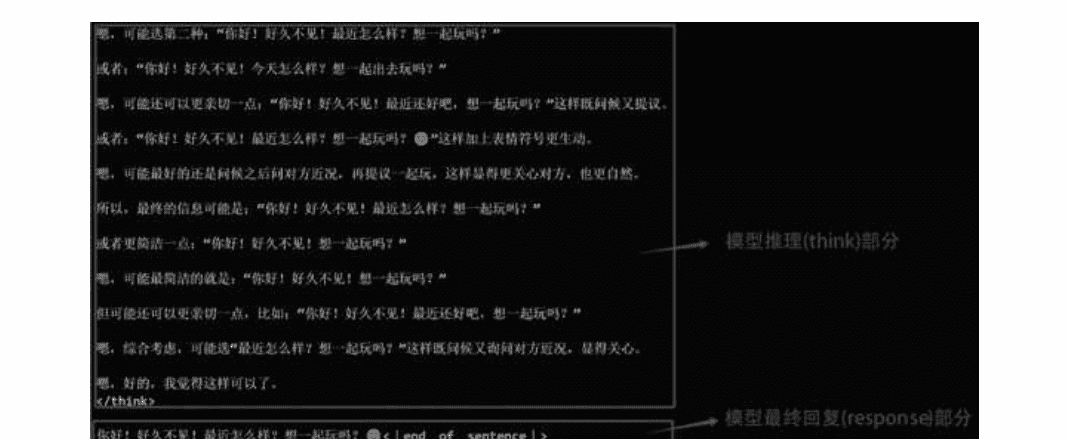 嗯，可能选第二种：“你好！好久不见！最近怎么样？想一起玩吗？”
或者：“你好！好久不见！今天怎么样？想一起出去玩吗？”
嗯，可能还可以更亲切一点：“你好！好久不见！最近还好吧，想一起玩吗？”这样既问候又提议。
或者：“你好！好久不见！最近怎么样？想一起玩吗？”这样加上表情符号更生动。
嗯，可能最好的还是问候之后问对方近况，再提议一起玩，这样显得更关心对方，也更自然。
所以，最终的信息可能是：“你好！好久不见！最近怎么样？想一起玩吗？”
或者更简洁一点：“你好！好久不见！想一起玩吗？”
模型推理(think)部分
嗯，可能最简洁的就是：“你好！好久不见！想一起玩吗？”
但可能还可以更亲切一点，比如：“你好！好久不见！最近还好吧，想一起玩吗？”
嗯，综合考虑，可能选“最近怎么样？想一起玩吗？”这样既问候又询问对方近况，显得关心。
嗯，好的，我觉得这样可以了。
</think>
模型最终回复(response)部分
你好！好久不见！最近怎么样？想一起玩吗？<|end of sentence|>